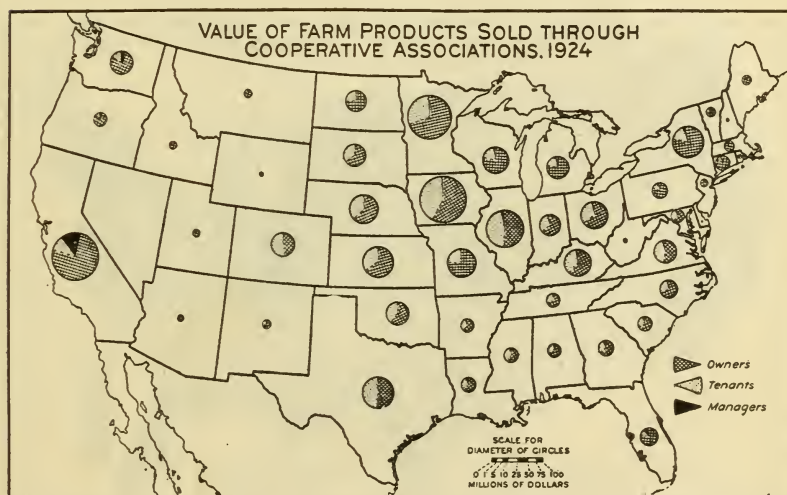 VALUE OF FARM PRODUCTS SOLD THROUGH
COOPERATIVE ASSOCIATIONS, 1924
Owners
Tenants
Managers
SCALE FOR
DIAMETER OF CIRCLES
0 1 5 10 25 50 75 100
MILLIONS OF DOLLARS